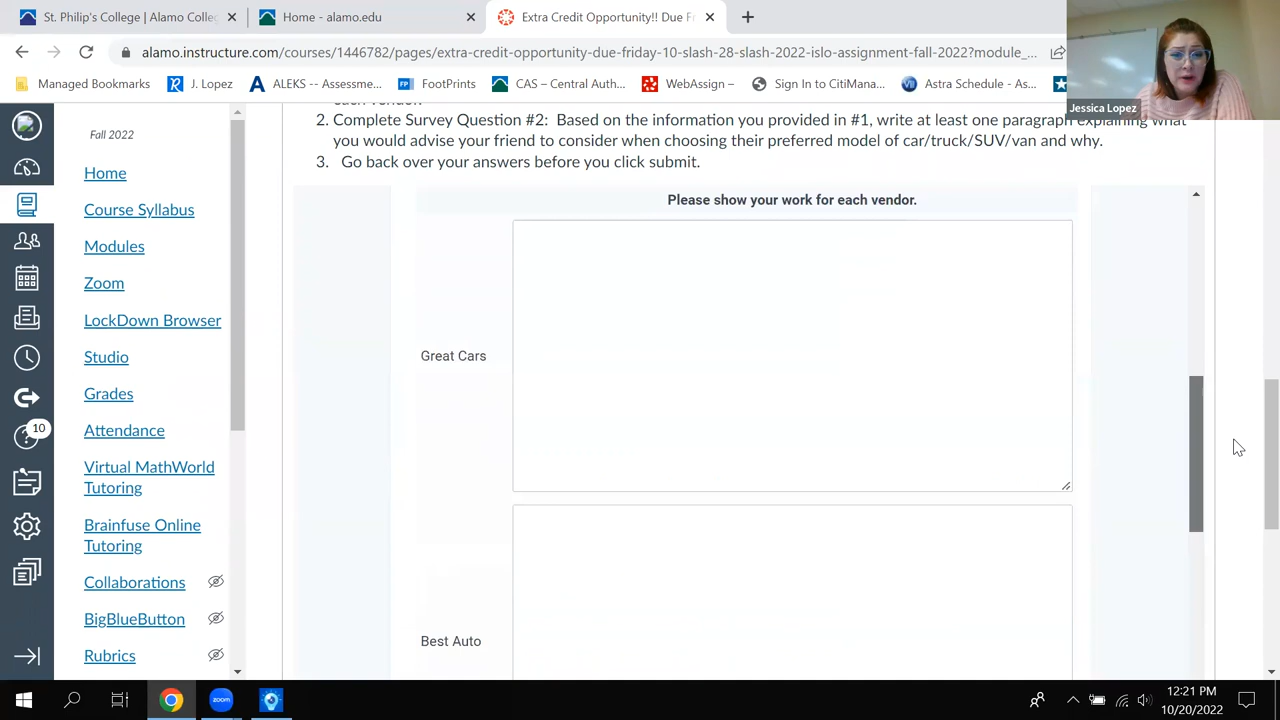 St. Philip's College | Alamo Colleg
Home - alamo.edu
Extra Credit Opportunity!! Due Fr
alamo.instructure.com/courses/1446782/pages/extra-credit-opportunity-due-friday-10-slash-28-slash-2022-islo-assignment-fall-2022?module_...
Managed Bookmarks
J. Lopez
ALEKS -- Assessme...
FootPrints
CAS – Central Auth...
WebAssign –
Sign In to CitiMana...
Astra Schedule - As...
Jessica Lopez
Fall 2022
Home
Course Syllabus
Modules
Zoom
LockDown Browser
Studio
Grades
Attendance
10
Virtual MathWorld
Tutoring
Brainfuse Online
Tutoring
Collaborations
BigBlueButton
Rubrics
each vendor.
2. Complete Survey Question #2: Based on the information you provided in #1, write at least one paragraph explaining what
you would advise your friend to consider when choosing their preferred model of car/truck/SUV/van and why.
3. Go back over your answers before you click submit.
Please show your work for each vendor.
Great Cars
Best Auto
zoom
12:21 PM
10/20/2022